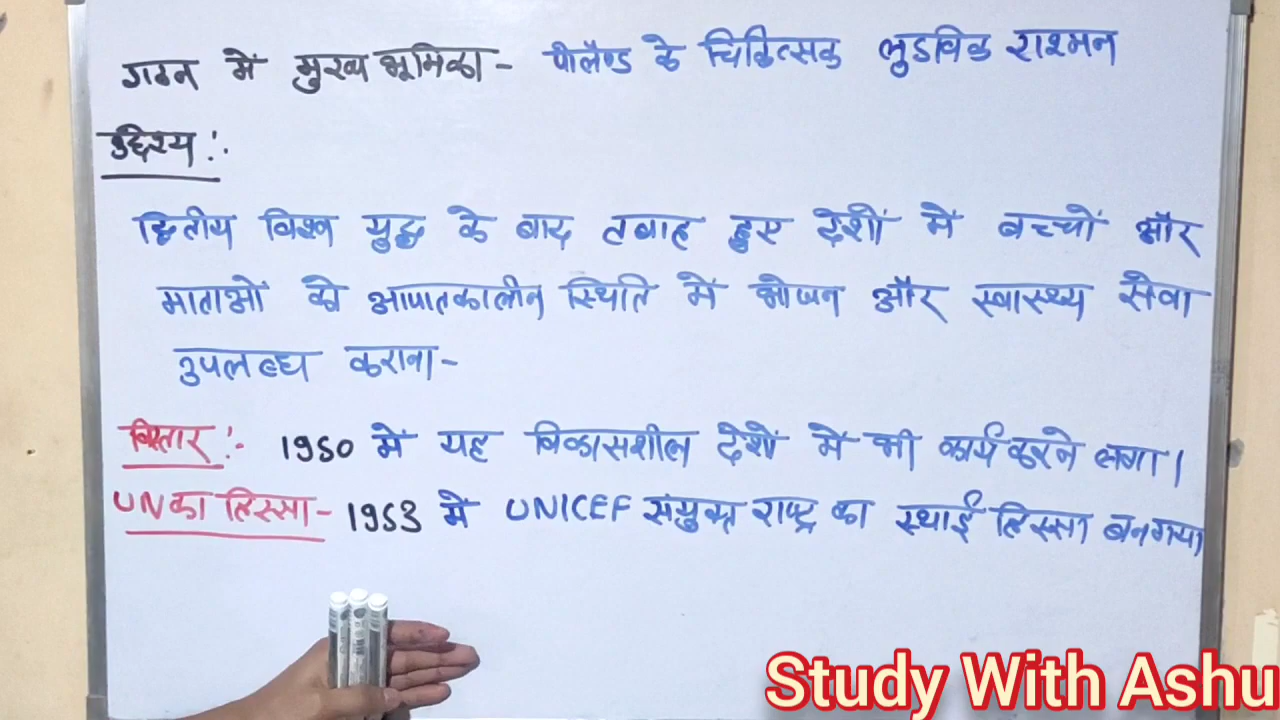 गठन में मुख्य भूमिका - पोलैण्ड के चिकित्सक लुडविक राश्मन
उद्दिश्य :-
द्वितीय विश्व युद्ध के बाद तबाह हुए देशों में बच्चों और
माताओं को आपातकालीन स्थिति में भोजन और स्वास्थ्य सेवा
उपलब्ध कराना -
विस्तार :- 1950 में यह विकासशील देशों में भी कार्य करने लगा।
UN का हिस्सा - 1953 में UNICEF संयुक्त राष्ट्र का स्थाई हिस्सा बन गया
Study With Ashu